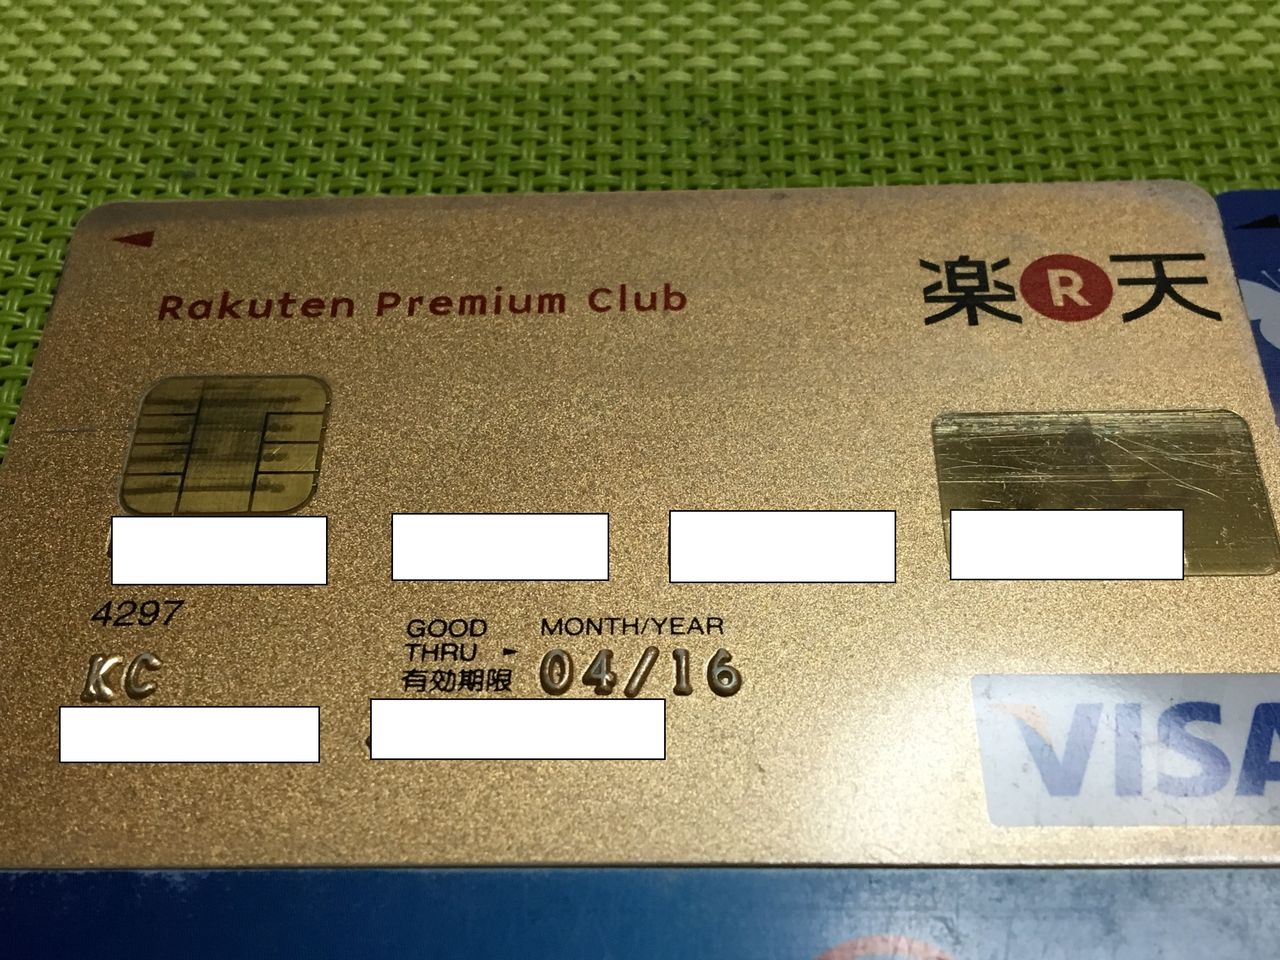 Rakuten Premium Club
楽R天
4297
GOOD THRU
MONTH/YEAR
有効期限
04/16
KC
VISA